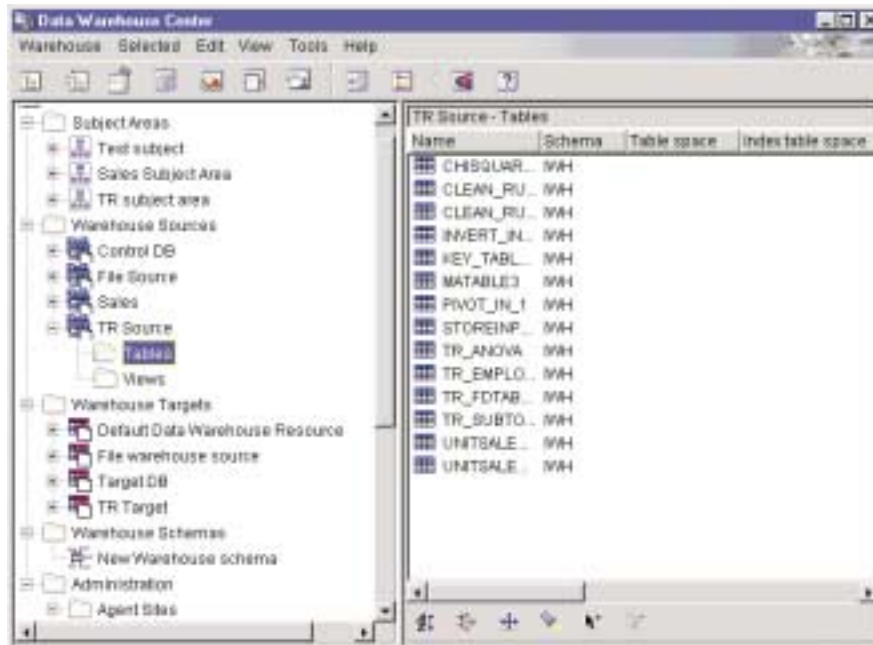 Data Warehouse Center
Warehouse Selected Edit View Tools Help
Subject Areas
Test subject
Sales Subject Area
TR subject area
Warehouse Sources
Control DB
File Source
Sales
TR Source
Tables
Views
Warehouse Targets
Default Data Warehouse Resource
File warehouse source
Target DB
TR Target
Warehouse Schemas
New Warehouse schema
Administration
Agent Sites
TR Source - Tables
Name Schema Table space Index table space
CHISQUAR... IWH
CLEAN_RU... IWH
CLEAN_RU... IWH
INVERT_IN... IWH
KEY_TABL... IWH
MATABLE3 IWH
PIVOT_IN_1 IWH
STOREINP... IWH
TR_ANOVA IWH
TR_EMPLO... IWH
TR_FDTAB... IWH
TR_SUBTO... IWH
UNITSALE... IWH
UNITSALE... IWH